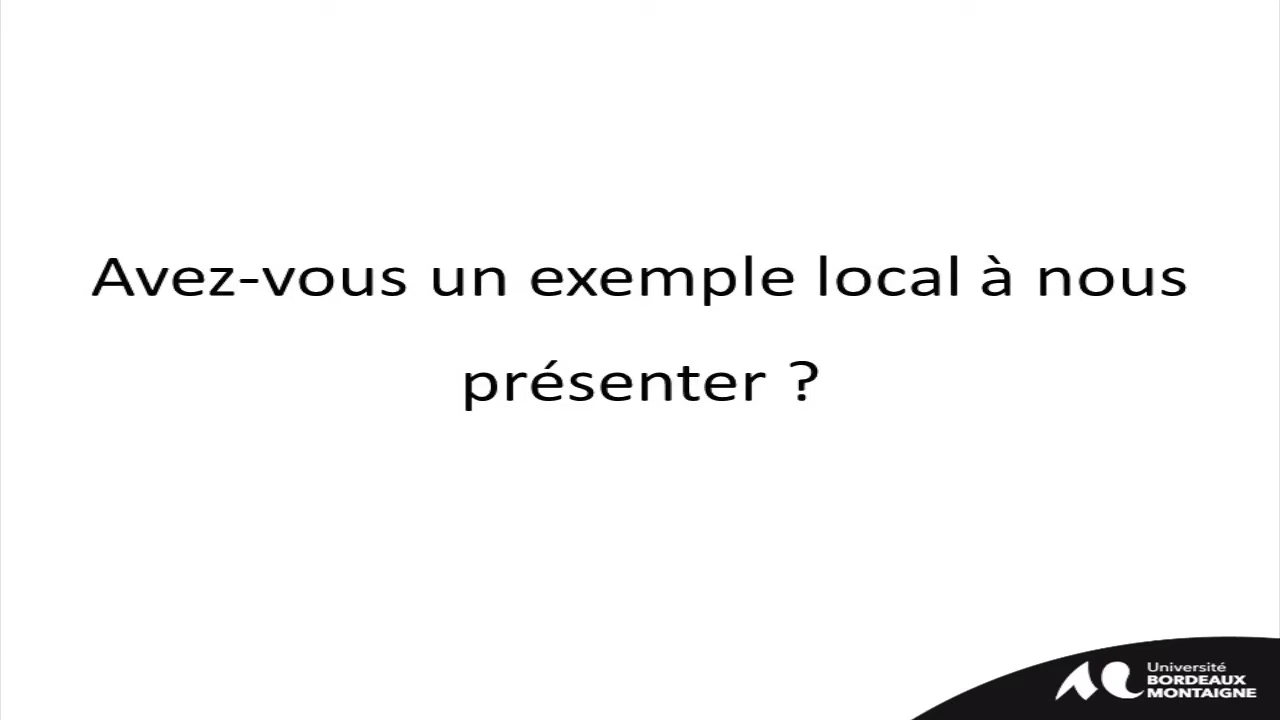 Avez-vous un exemple local à nous
présenter ?
Université
BORDEAUX
MONTAIGNE